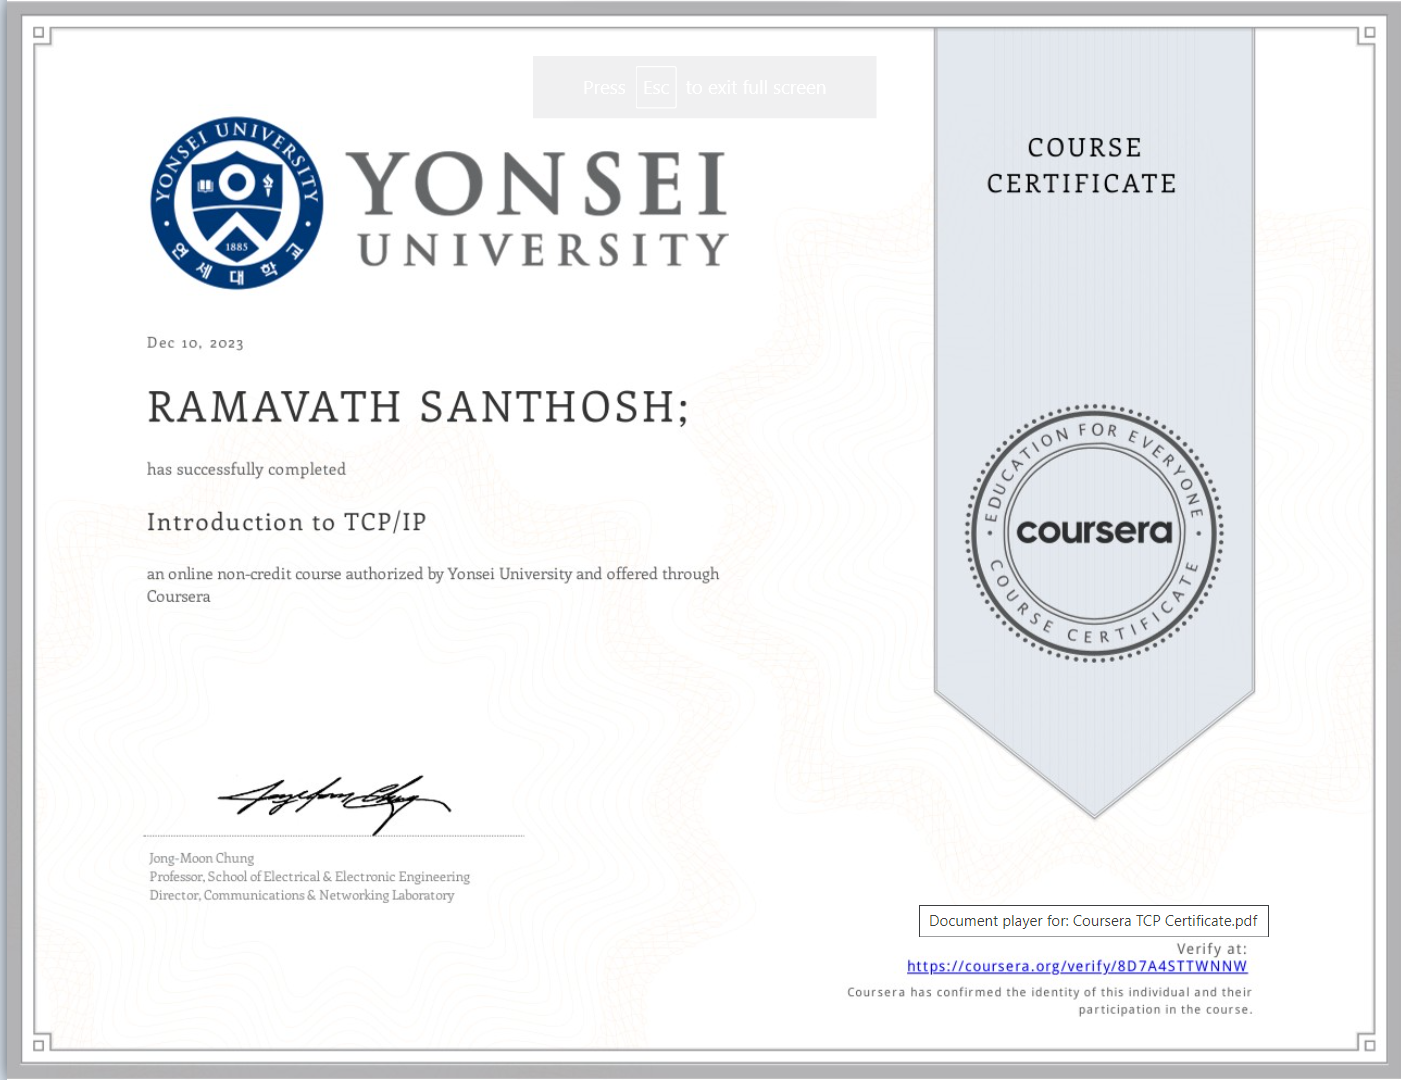 Press Esc to exit full screen
YONSEI UNIVERSITY
1885
연세대학교
YONSEI
UNIVERSITY
COURSE
CERTIFICATE
Dec 10, 2023
RAMAVATH SANTHOSH;
has successfully completed
Introduction to TCP/IP
an online non-credit course authorized by Yonsei University and offered through
Coursera
EDUCATION FOR EVERYONE
coursera
COURSE CERTIFICATE
Jong-Moon Chung
Professor, School of Electrical & Electronic Engineering
Director, Communications & Networking Laboratory
Document player for: Coursera TCP Certificate.pdf
Verify at:
https://coursera.org/verify/8D7A4STTWNNW
Coursera has confirmed the identity of this individual and their
participation in the course.